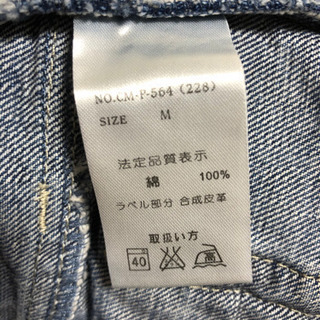 NO.CM-P-564 (228)
SIZE M
法定品質表示
綿 100%
ラベル部分 合成皮革
取扱い方
40